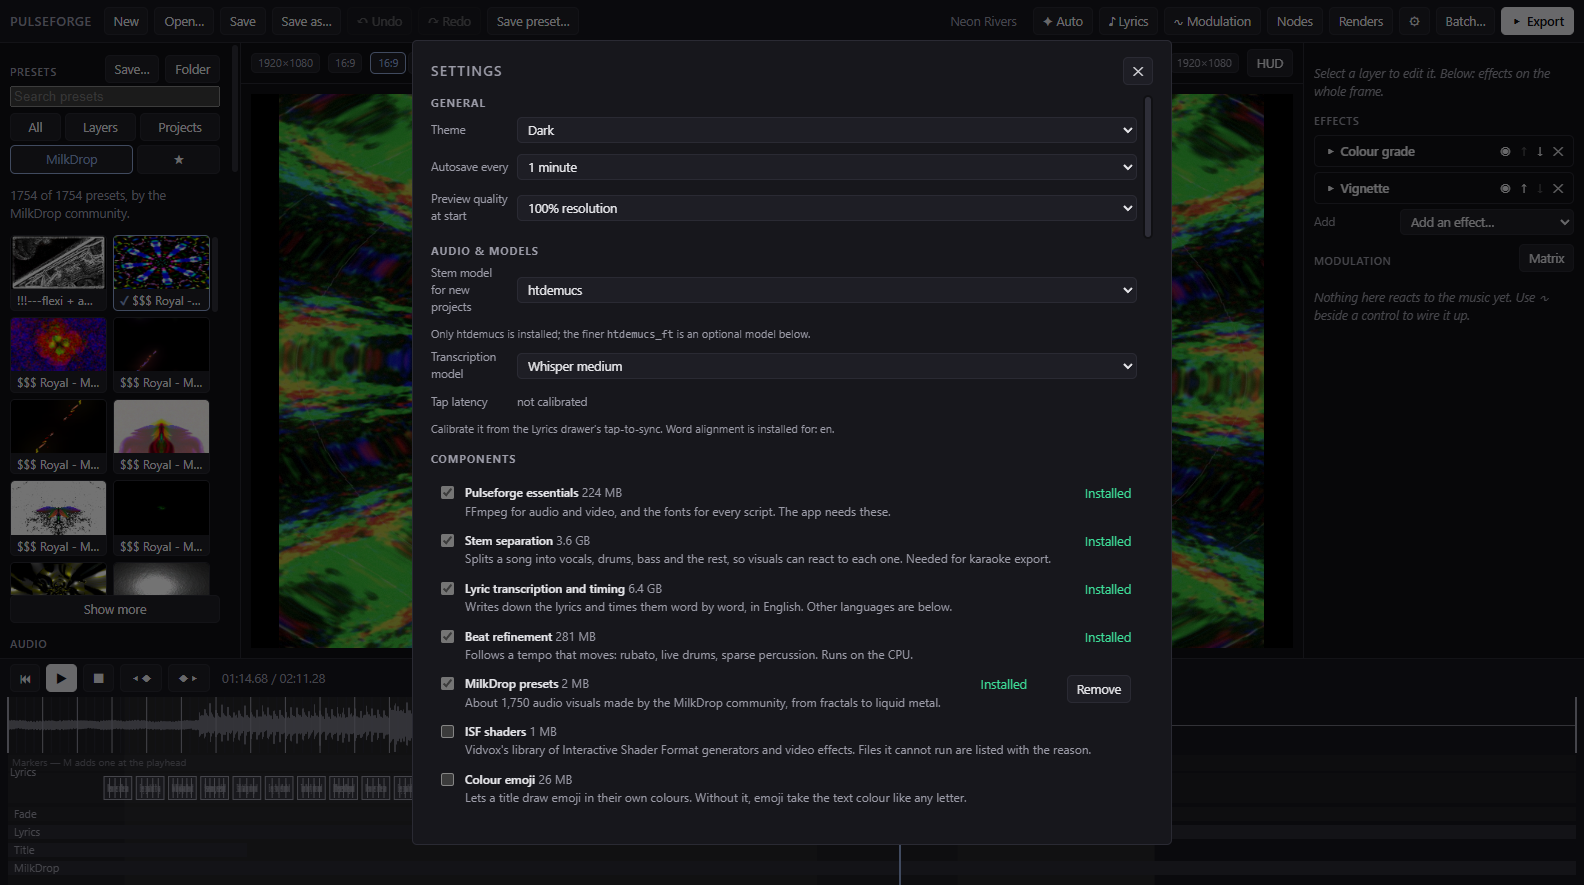 PULSEFORGE New Open... Save Save as... ↶ Undo ↷ Redo Save preset... Neon Rivers ✦ Auto ♪ Lyrics ∿ Modulation Nodes Renders ⚙ Batch... ▸ Export
PRESETS Save... Folder
Search presets
All Layers Projects
MilkDrop ★
1754 of 1754 presets, by the
MilkDrop community.
!!!---flexi + a... ✓ $$$ Royal -...
$$$ Royal - M... $$$ Royal - M...
$$$ Royal - M... $$$ Royal - M...
$$$ Royal - M... $$$ Royal - M...
Show more
AUDIO
1920×1080 16:9 16:9
1920×1080 HUD
SETTINGS
GENERAL
Theme Dark
Autosave every 1 minute
Preview quality
at start
100% resolution
AUDIO & MODELS
Stem model
for new
projects
htdemucs
Only htdemucs is installed; the finer htdemucs_ft is an optional model below.
Transcription
model
Whisper medium
Tap latency not calibrated
Calibrate it from the Lyrics drawer's tap-to-sync. Word alignment is installed for: en.
COMPONENTS
Pulseforge essentials 224 MB Installed
FFmpeg for audio and video, and the fonts for every script. The app needs these.
Stem separation 3.6 GB Installed
Splits a song into vocals, drums, bass and the rest, so visuals can react to each one. Needed for karaoke export.
Lyric transcription and timing 6.4 GB Installed
Writes down the lyrics and times them word by word, in English. Other languages are below.
Beat refinement 281 MB Installed
Follows a tempo that moves: rubato, live drums, sparse percussion. Runs on the CPU.
MilkDrop presets 2 MB Installed Remove
About 1,750 audio visuals made by the MilkDrop community, from fractals to liquid metal.
ISF shaders 1 MB
Vidvox's library of Interactive Shader Format generators and video effects. Files it cannot run are listed with the reason.
Colour emoji 26 MB
Lets a title draw emoji in their own colours. Without it, emoji take the text colour like any letter.
Select a layer to edit it. Below: effects on the
whole frame.
EFFECTS
▸ Colour grade
▸ Vignette
Add Add an effect...
MODULATION Matrix
Nothing here reacts to the music yet. Use ∿
beside a control to wire it up.
01:14.68 / 02:11.28
Markers — M adds one at the playhead
Lyrics
Fade
Lyrics
Title
MilkDrop